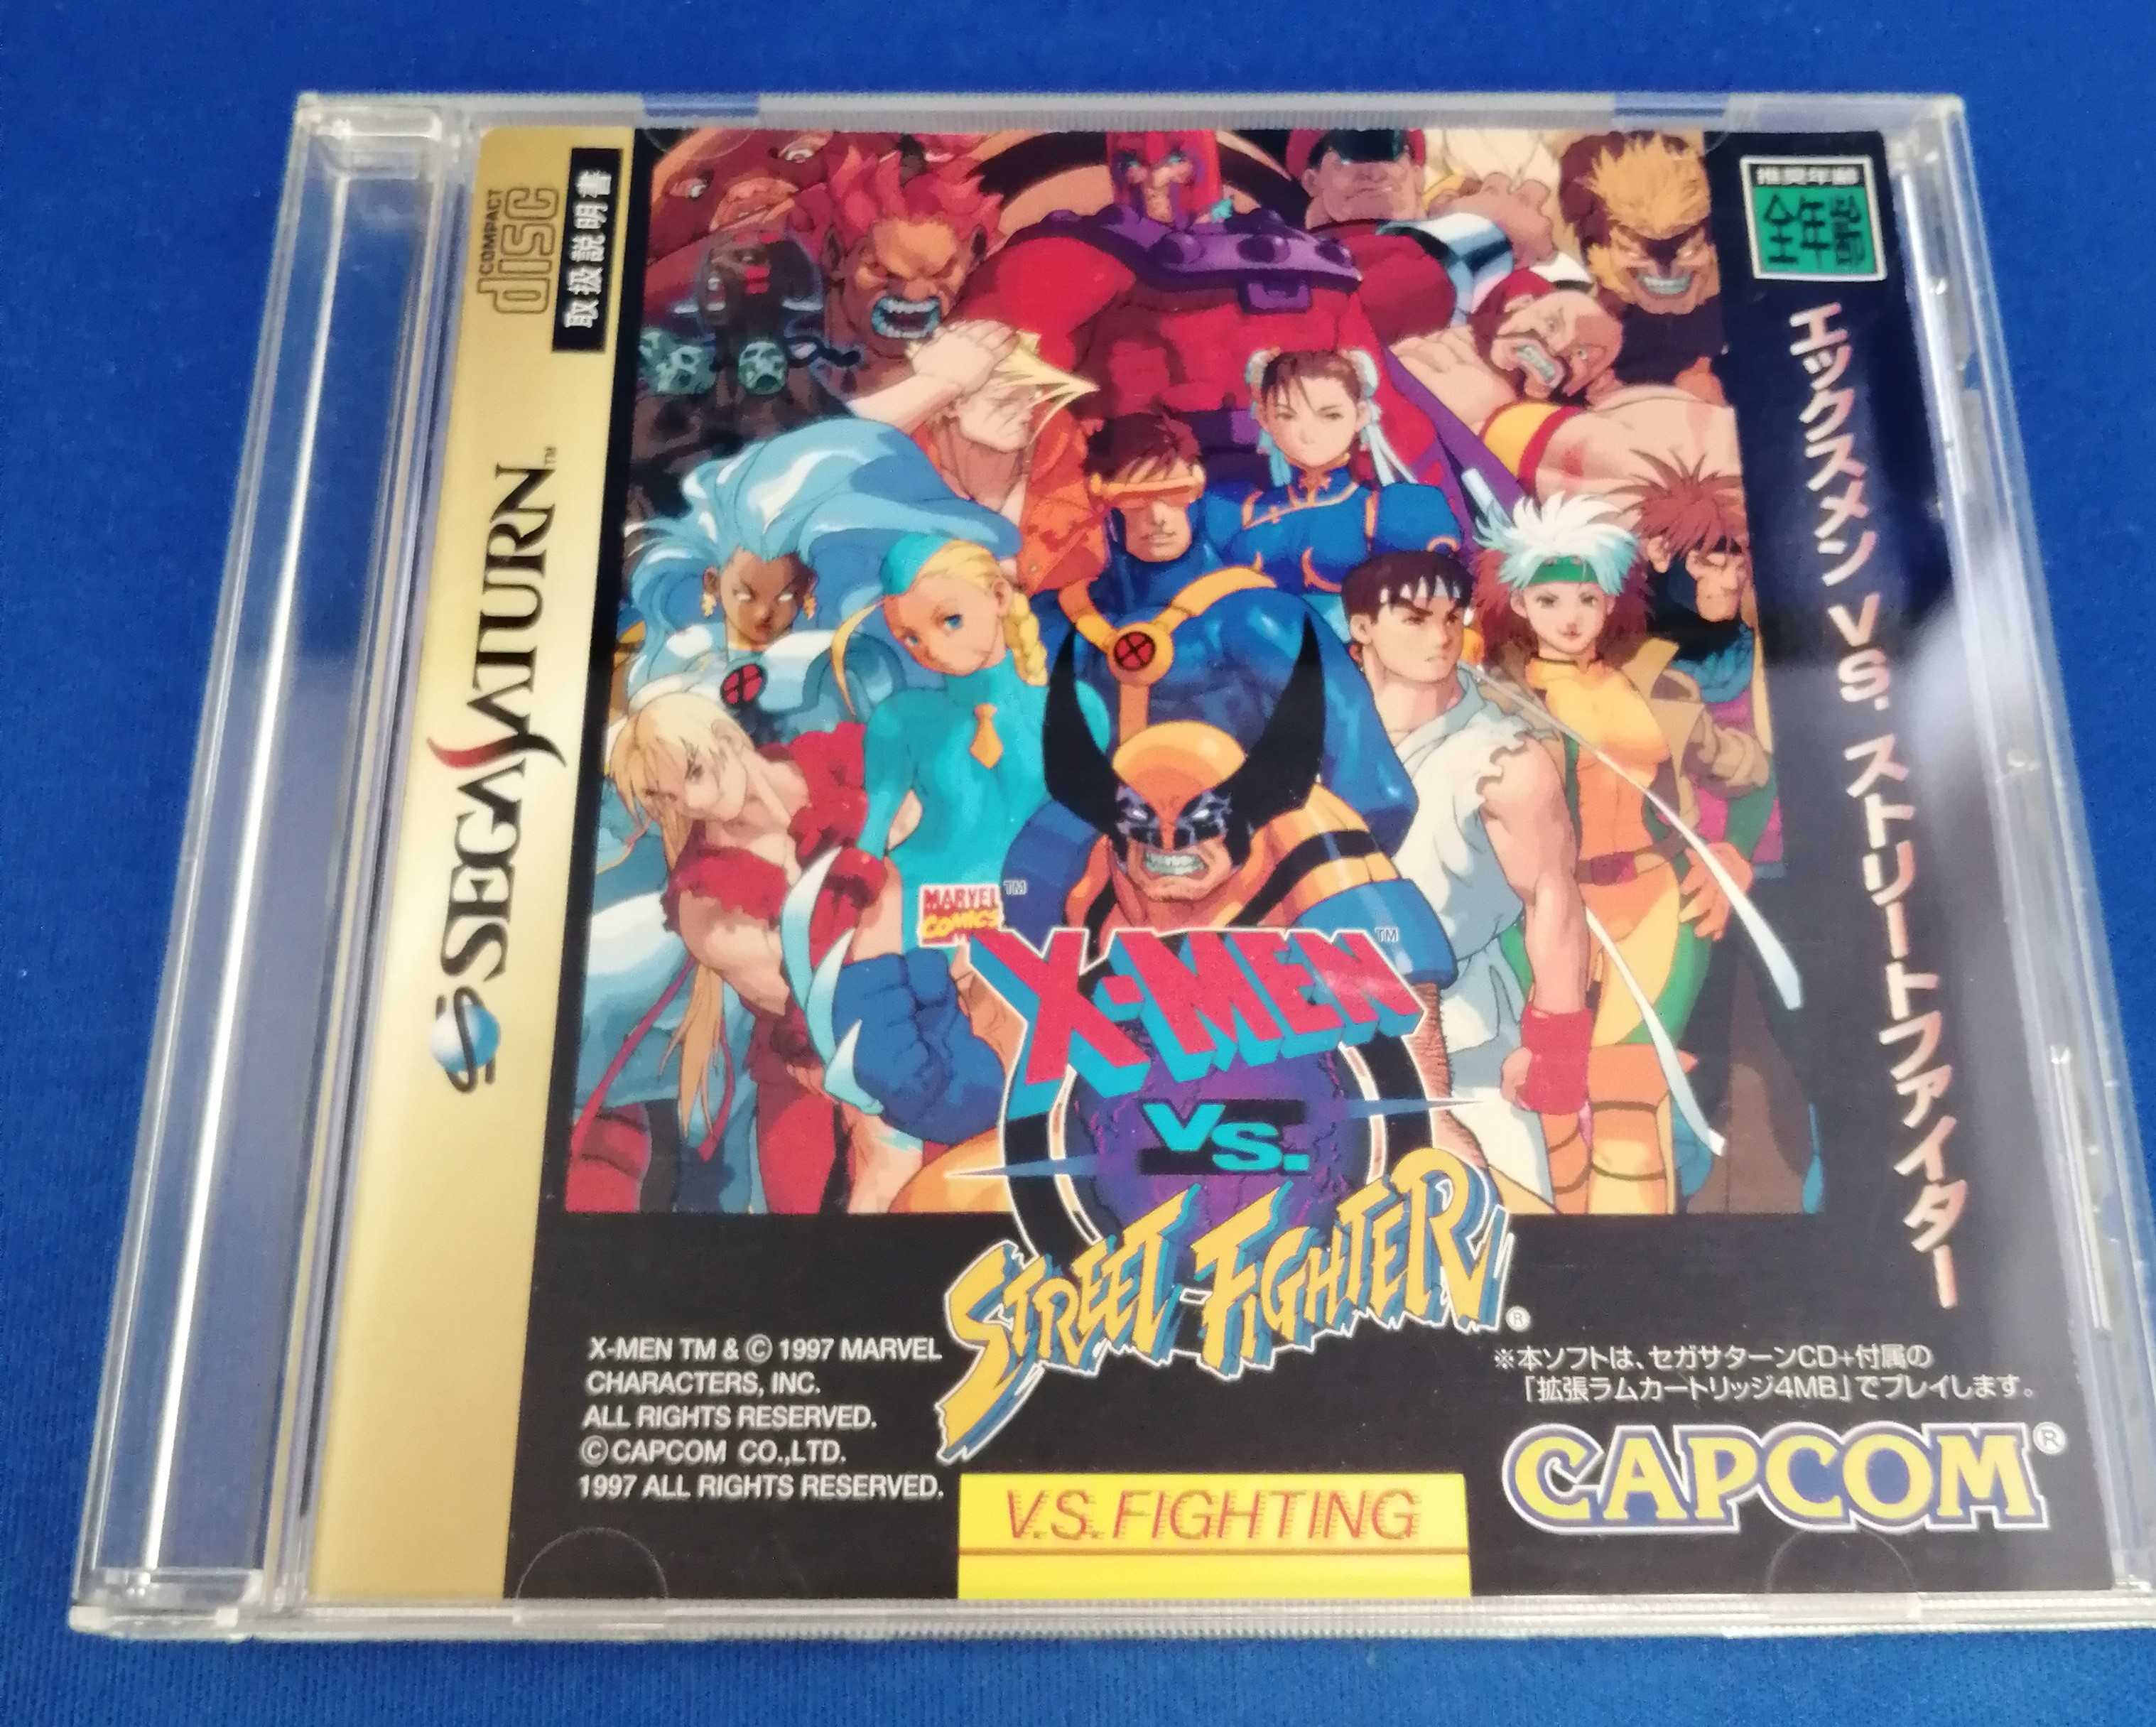 COMPACT
disc
取扱説明書
SEGA SATURN™
推奨年齢
全年齢
エックスメン VS. ストリートファイター
MARVEL
COMICS
TM
X-MEN
TM
VS.
STREET FIGHTER
®
X-MEN TM & © 1997 MARVEL
CHARACTERS, INC.
ALL RIGHTS RESERVED.
© CAPCOM CO.,LTD.
1997 ALL RIGHTS RESERVED.
※本ソフトは、セガサターンCD+付属の
「拡張ラムカートリッジ4MB」でプレイします。
CAPCOM®
V.S. FIGHTING